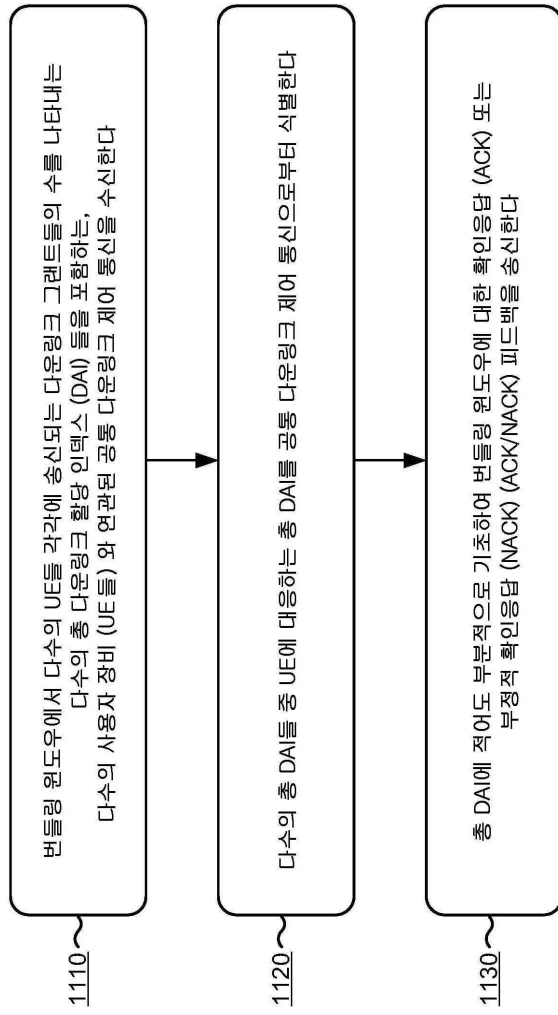 1110
번들링 윈도우에서 다수의 UE들 각각에 송신되는 다운링크 그랜트들의 수를 나타내는
다수의 총 다운링크 할당 인덱스 (DAI) 들을 포함하는,
다수의 사용자 장비 (UE들) 와 연관된 공통 다운링크 제어 통신을 수신한다
1120
다수의 총 DAI들 중 UE에 대응하는 총 DAI를 공통 다운링크 제어 통신으로부터 식별한다
1130
총 DAI에 적어도 부분적으로 기초하여 번들링 윈도우에 대한 확인응답 (ACK) 또는
부정적 확인응답 (NACK) (ACK/NACK) 피드백을 송신한다